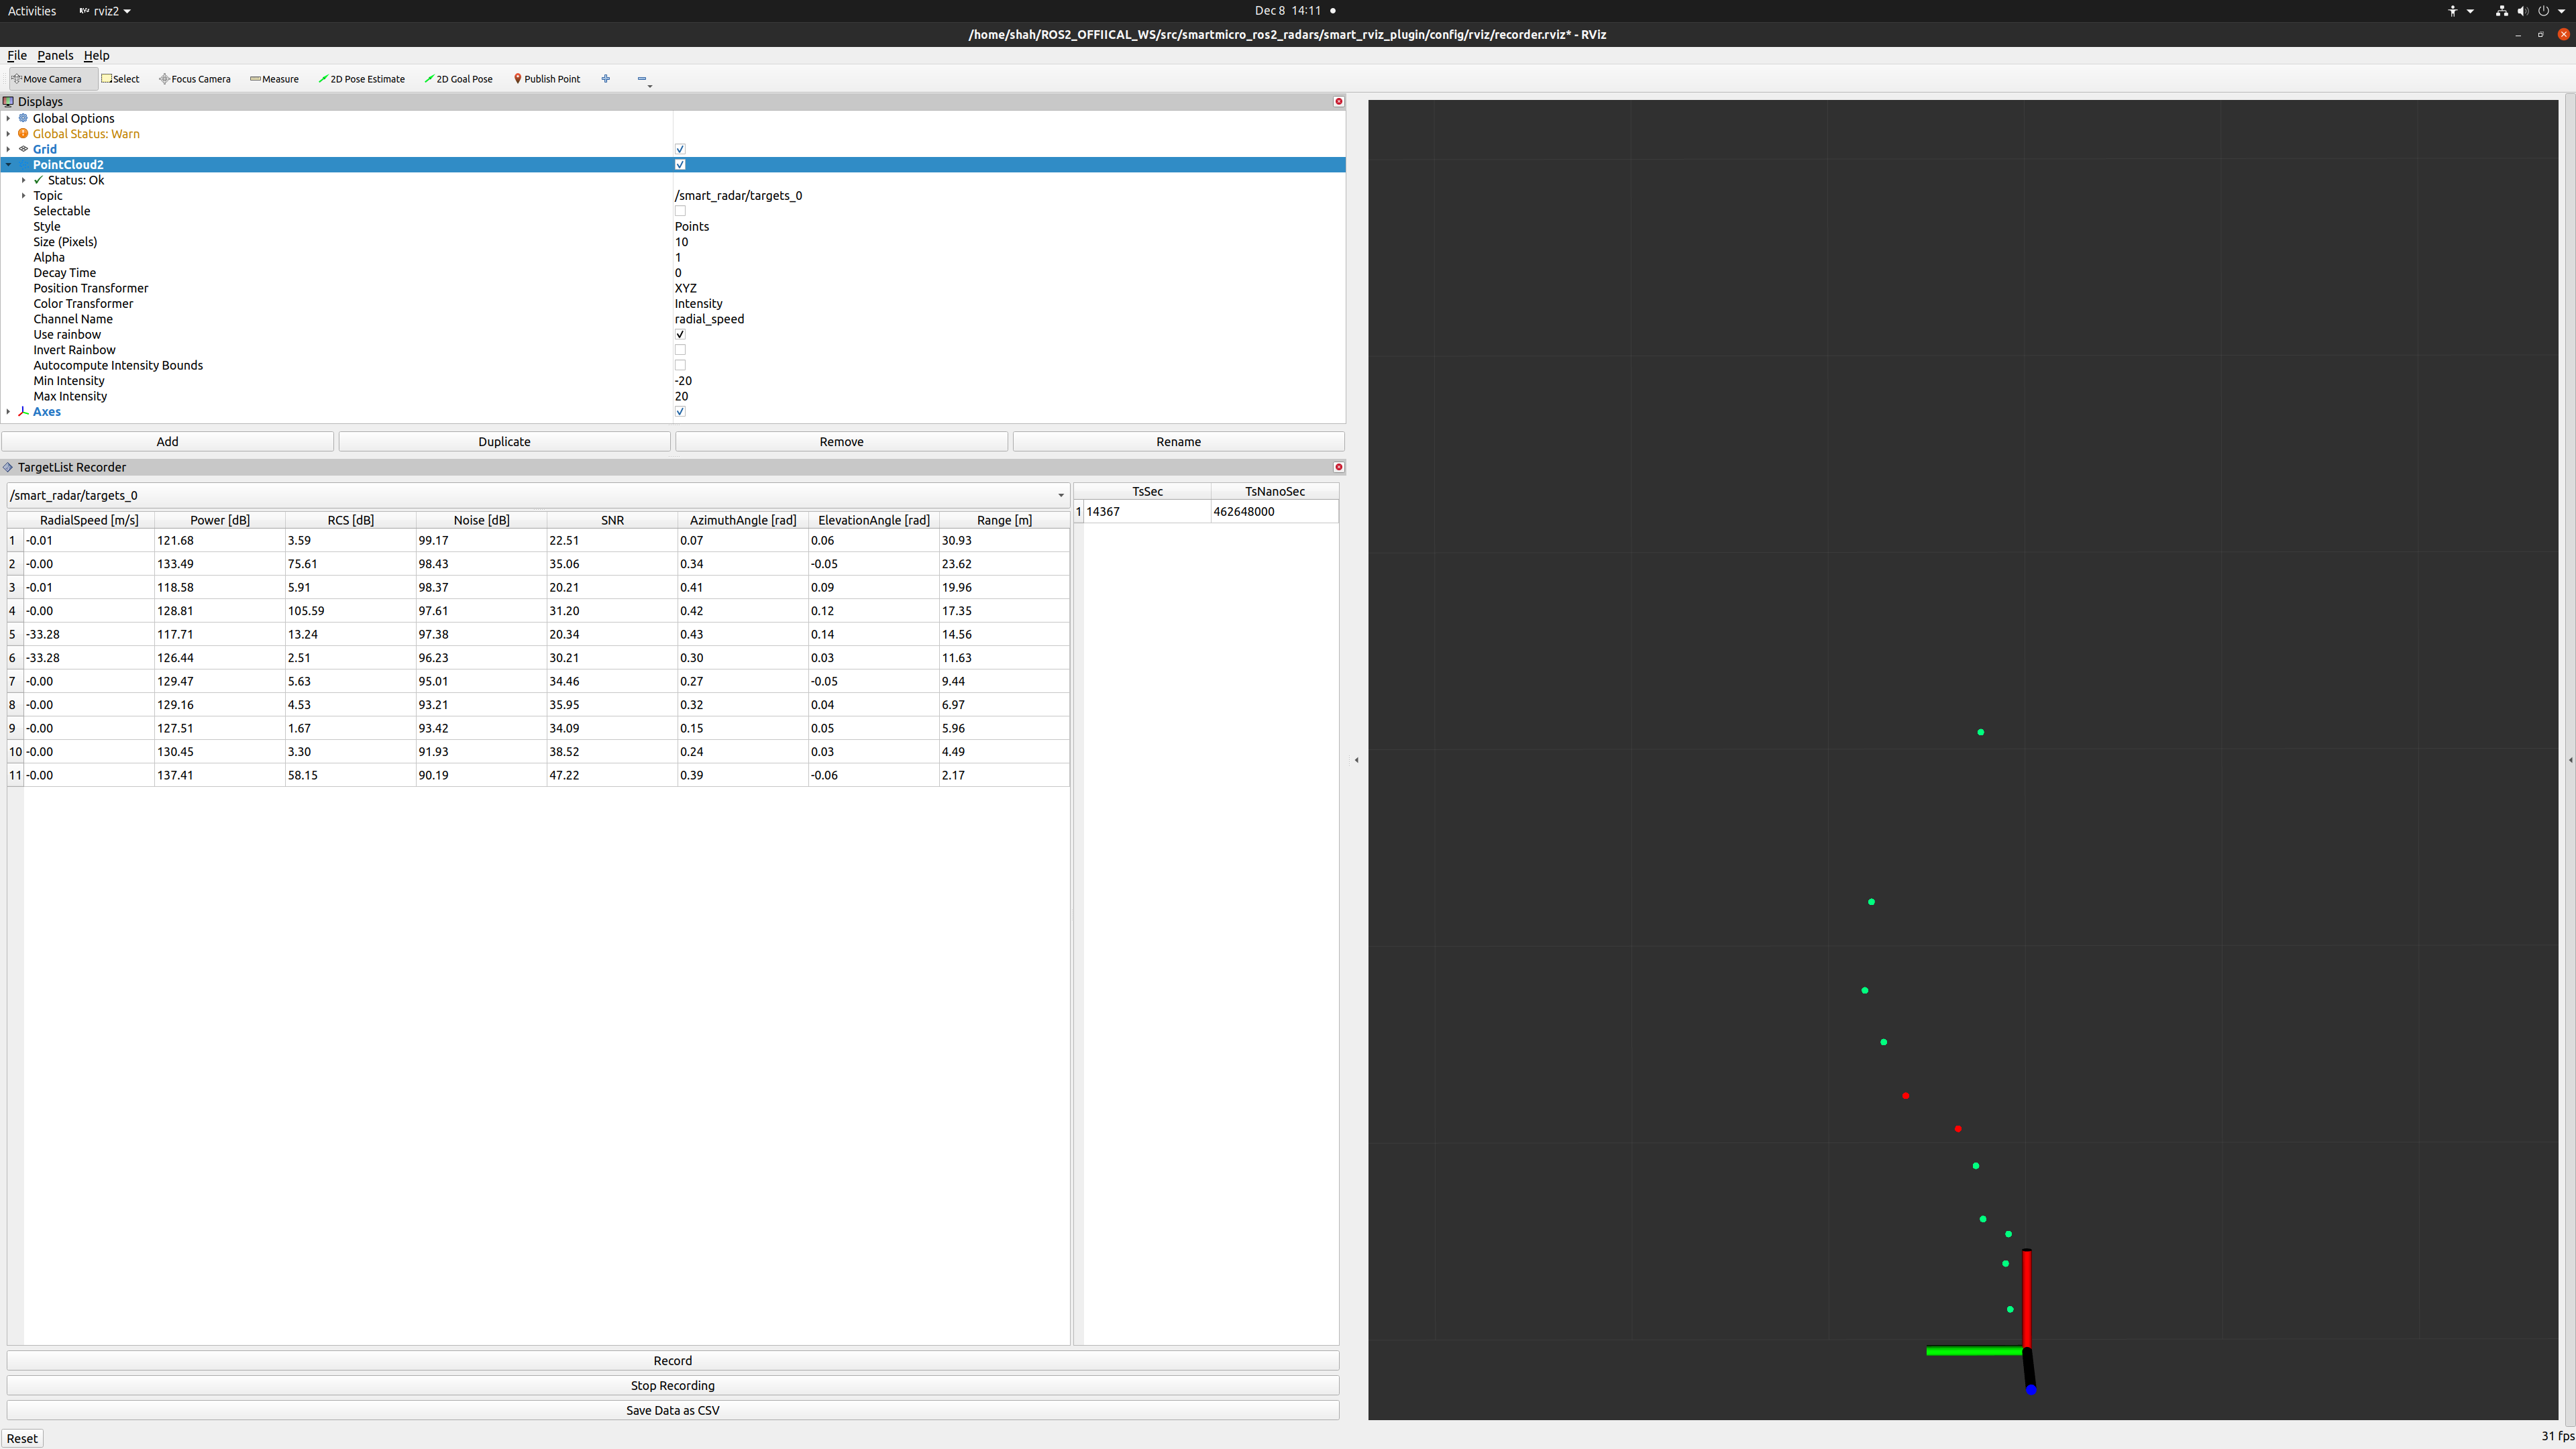 Activities rviz2 Dec 8 14:11
/home/shah/ROS2_OFFIICAL_WS/src/smartmicro_ros2_radars/smart_rviz_plugin/config/rviz/recorder.rviz* - RViz
File Panels Help
Move Camera Select Focus Camera Measure 2D Pose Estimate 2D Goal Pose Publish Point
Displays
Global Options
Global Status: Warn
Grid
PointCloud2
Status: Ok
Topic /smart_radar/targets_0
Selectable
Style Points
Size (Pixels) 10
Alpha 1
Decay Time 0
Position Transformer XYZ
Color Transformer Intensity
Channel Name radial_speed
Use rainbow
Invert Rainbow
Autocompute Intensity Bounds
Min Intensity -20
Max Intensity 20
Axes
Add Duplicate Remove Rename
TargetList Recorder
/smart_radar/targets_0
RadialSpeed [m/s] Power [dB] RCS [dB] Noise [dB] SNR AzimuthAngle [rad] ElevationAngle [rad] Range [m]
1 -0.01 121.68 3.59 99.17 22.51 0.07 0.06 30.93
2 -0.00 133.49 75.61 98.43 35.06 0.34 -0.05 23.62
3 -0.01 118.58 5.91 98.37 20.21 0.41 0.09 19.96
4 -0.00 128.81 105.59 97.61 31.20 0.42 0.12 17.35
5 -33.28 117.71 13.24 97.38 20.34 0.43 0.14 14.56
6 -33.28 126.44 2.51 96.23 30.21 0.30 0.03 11.63
7 -0.00 129.47 5.63 95.01 34.46 0.27 -0.05 9.44
8 -0.00 129.16 4.53 93.21 35.95 0.32 0.04 6.97
9 -0.00 127.51 1.67 93.42 34.09 0.15 0.05 5.96
10 -0.00 130.45 3.30 91.93 38.52 0.24 0.03 4.49
11 -0.00 137.41 58.15 90.19 47.22 0.39 -0.06 2.17
TsSec TsNanoSec
1 14367 462648000
Record
Stop Recording
Save Data as CSV
Reset
31 fps